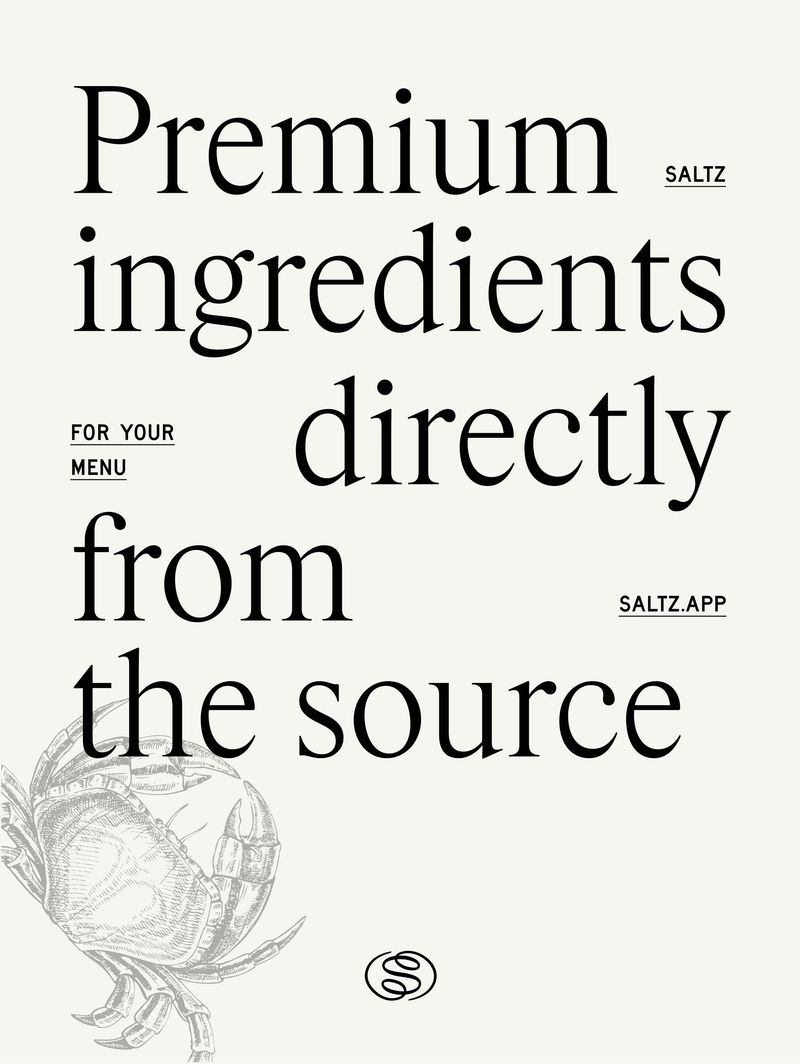 Premium
SALTZ
ingredients
directly
FOR YOUR
MENU
from
SALTZ.APP
the source
S